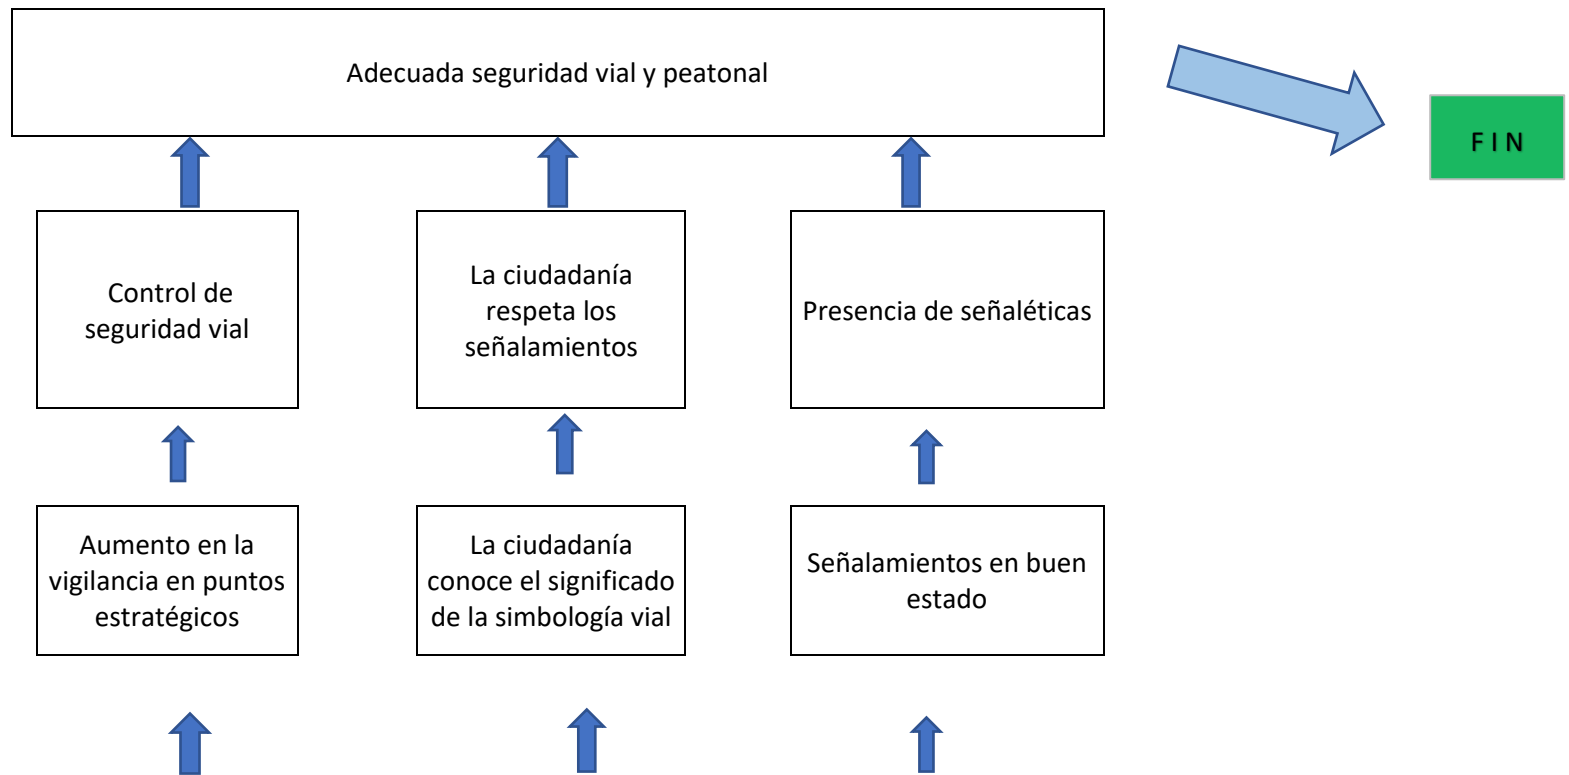 Adecuada seguridad vial y peatonal
F I N
Control de
seguridad vial
La ciudadanía
respeta los
señalamientos
Presencia de señaléticas
Aumento en la
vigilancia en puntos
estratégicos
La ciudadanía
conoce el significado
de la simbología vial
Señalamientos en buen
estado